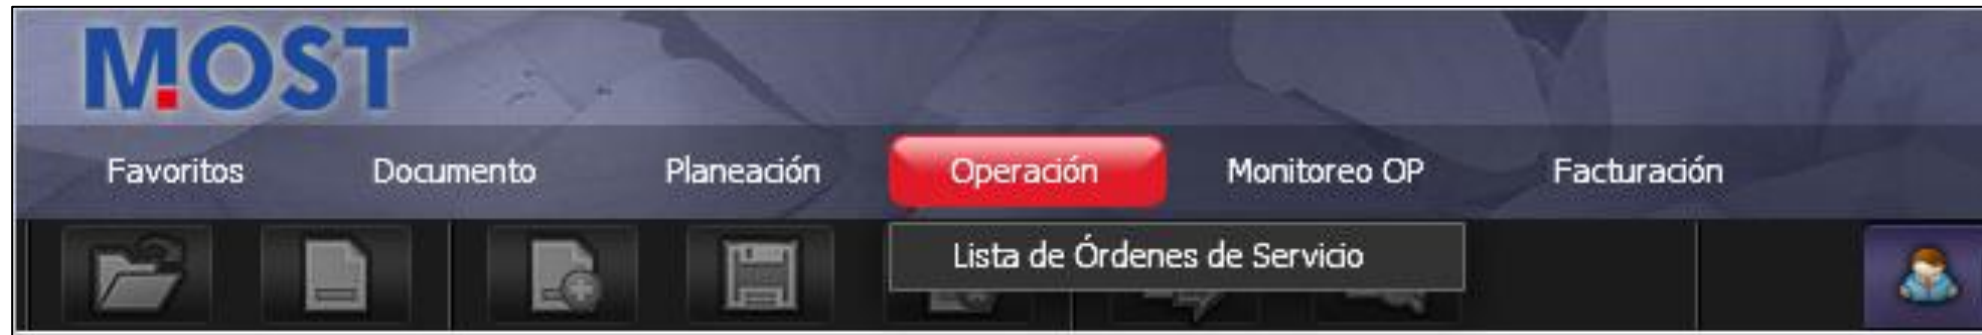 MOST
Favoritos Documento Planeación Operación Monitoreo OP Facturación
Lista de Órdenes de Servicio